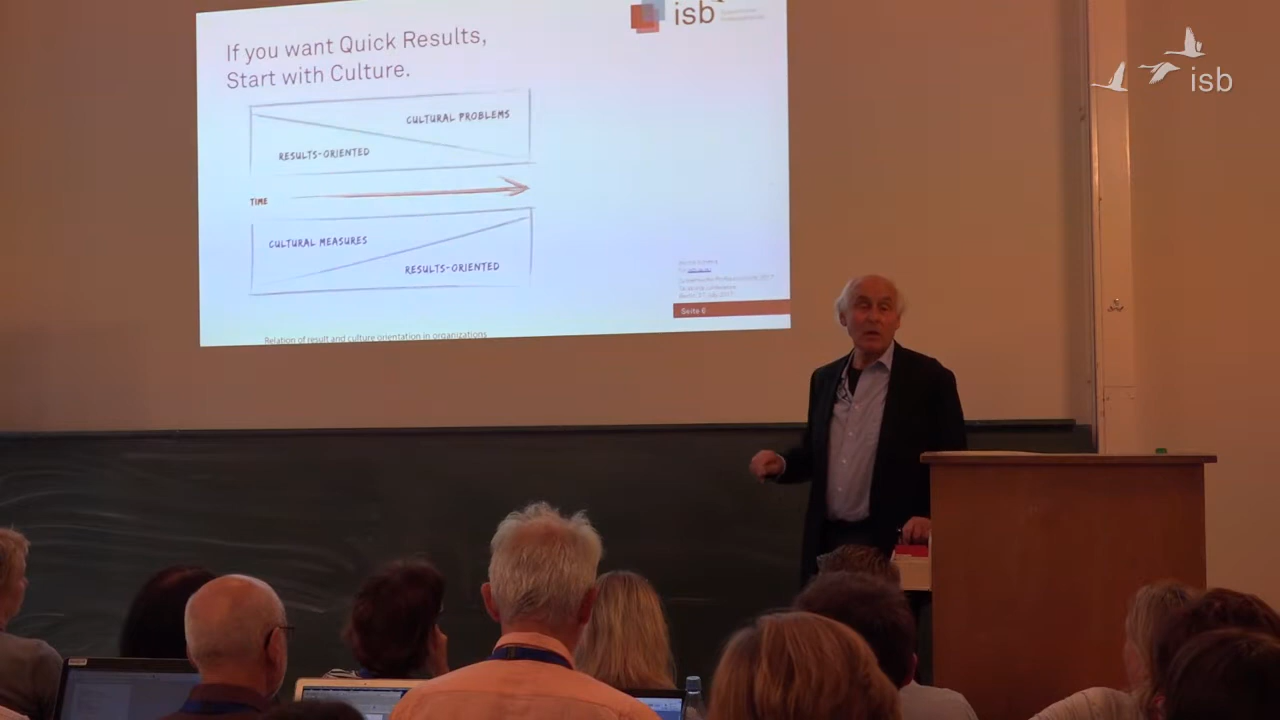 If you want Quick Results,
Start with Culture.
isb
isb
CULTURAL PROBLEMS
RESULTS-ORIENTED
TIME
CULTURAL MEASURES
RESULTS-ORIENTED
Seite 6
Relation of result and culture orientation in organizations